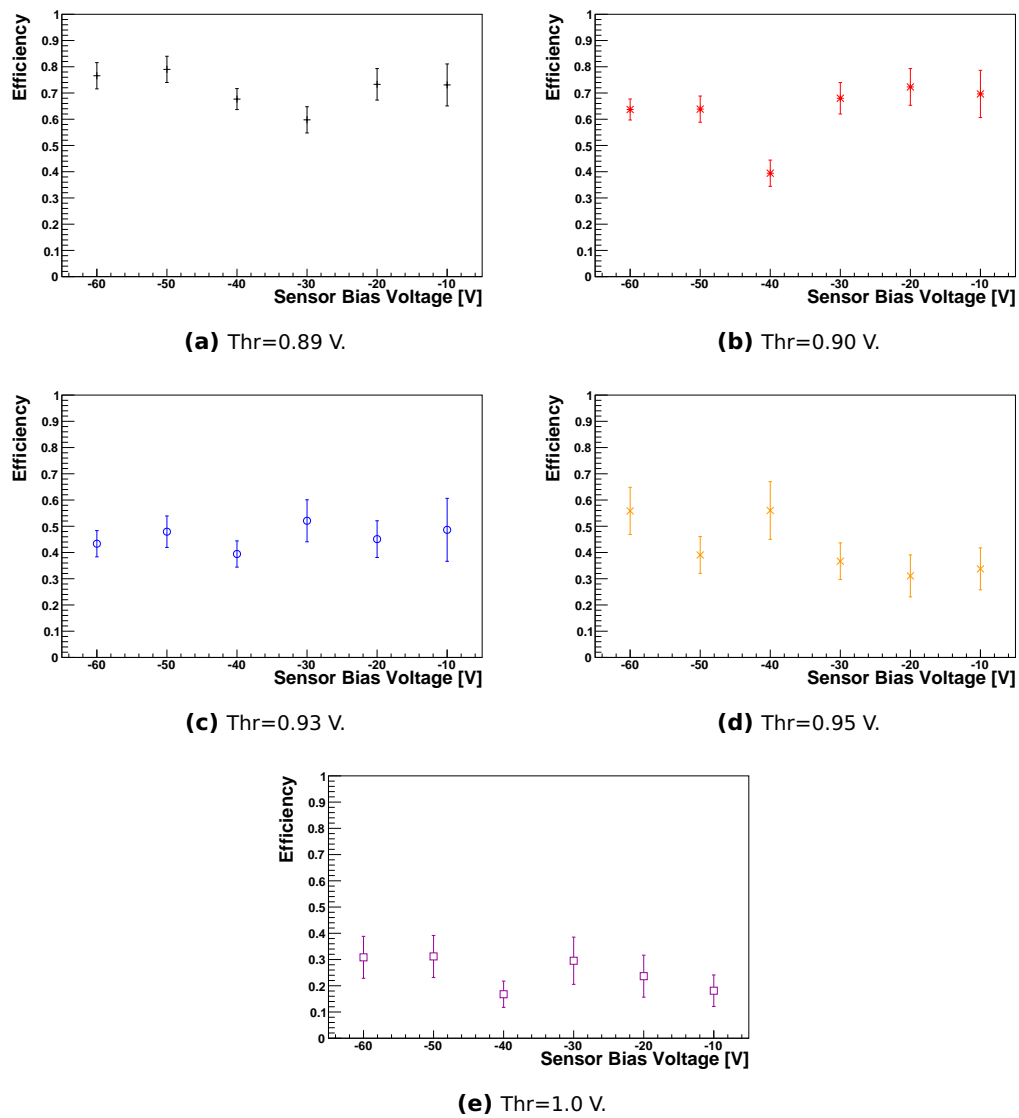 Efficiency
1
0.9
0.8
0.7
0.6
0.5
0.4
0.3
0.2
0.1
0
-60 -50 -40 -30 -20 -10
Sensor Bias Voltage [V]
(a) Thr=0.89 V.
Efficiency
1
0.9
0.8
0.7
0.6
0.5
0.4
0.3
0.2
0.1
0
-60 -50 -40 -30 -20 -10
Sensor Bias Voltage [V]
(b) Thr=0.90 V.
Efficiency
1
0.9
0.8
0.7
0.6
0.5
0.4
0.3
0.2
0.1
0
-60 -50 -40 -30 -20 -10
Sensor Bias Voltage [V]
(c) Thr=0.93 V.
Efficiency
1
0.9
0.8
0.7
0.6
0.5
0.4
0.3
0.2
0.1
0
-60 -50 -40 -30 -20 -10
Sensor Bias Voltage [V]
(d) Thr=0.95 V.
Efficiency
1
0.9
0.8
0.7
0.6
0.5
0.4
0.3
0.2
0.1
0
-60 -50 -40 -30 -20 -10
Sensor Bias Voltage [V]
(e) Thr=1.0 V.